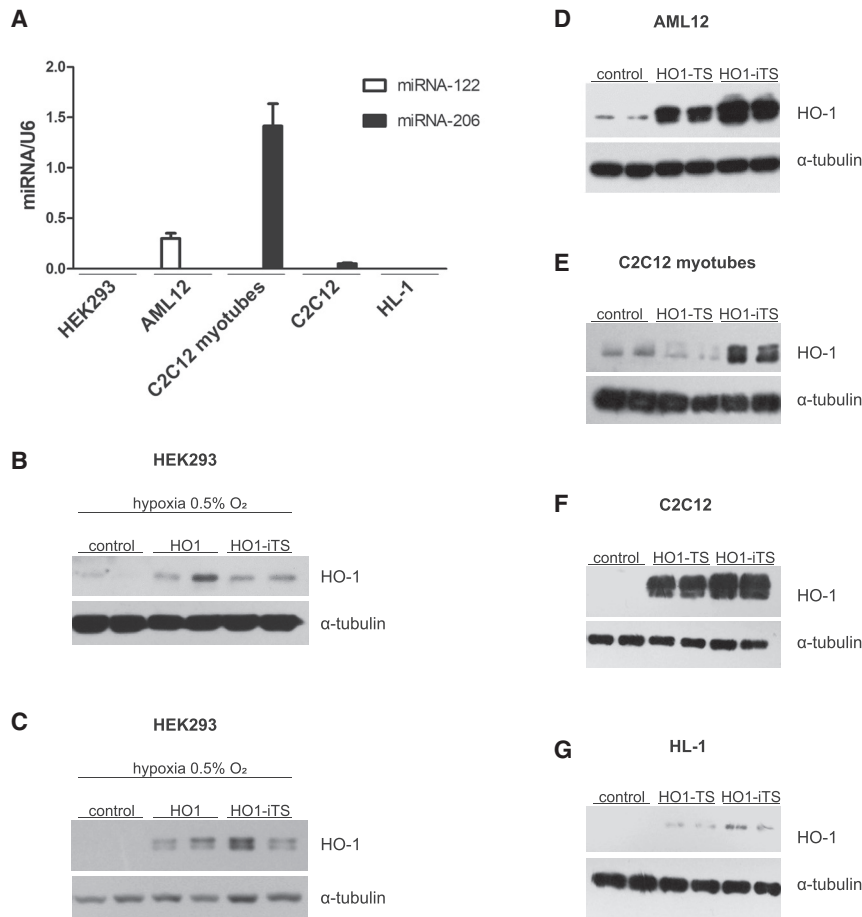 A
2.0
1.5
1.0
0.5
0.0
miRNA/U6
miRNA-122
miRNA-206
HEK293
AML12
C2C12 myotubes
C2C12
HL-1
B
HEK293
hypoxia 0.5% O₂
control HO1 HO1-iTS
HO-1
α-tubulin
C
HEK293
hypoxia 0.5% O₂
control HO1 HO1-iTS
HO-1
α-tubulin
D
AML12
control HO1-TS HO1-iTS
HO-1
α-tubulin
E
C2C12 myotubes
control HO1-TS HO1-iTS
HO-1
α-tubulin
F
C2C12
control HO1-TS HO1-iTS
HO-1
α-tubulin
G
HL-1
control HO1-TS HO1-iTS
HO-1
α-tubulin